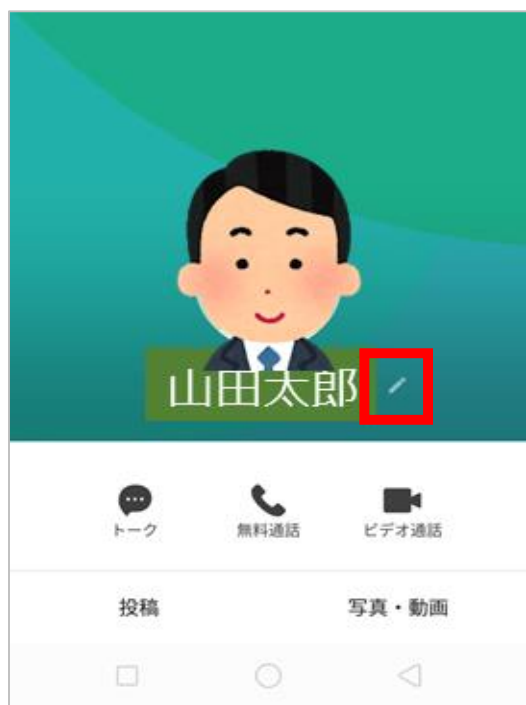 山田太郎
トーク
無料通話
ビデオ通話
投稿
写真・動画